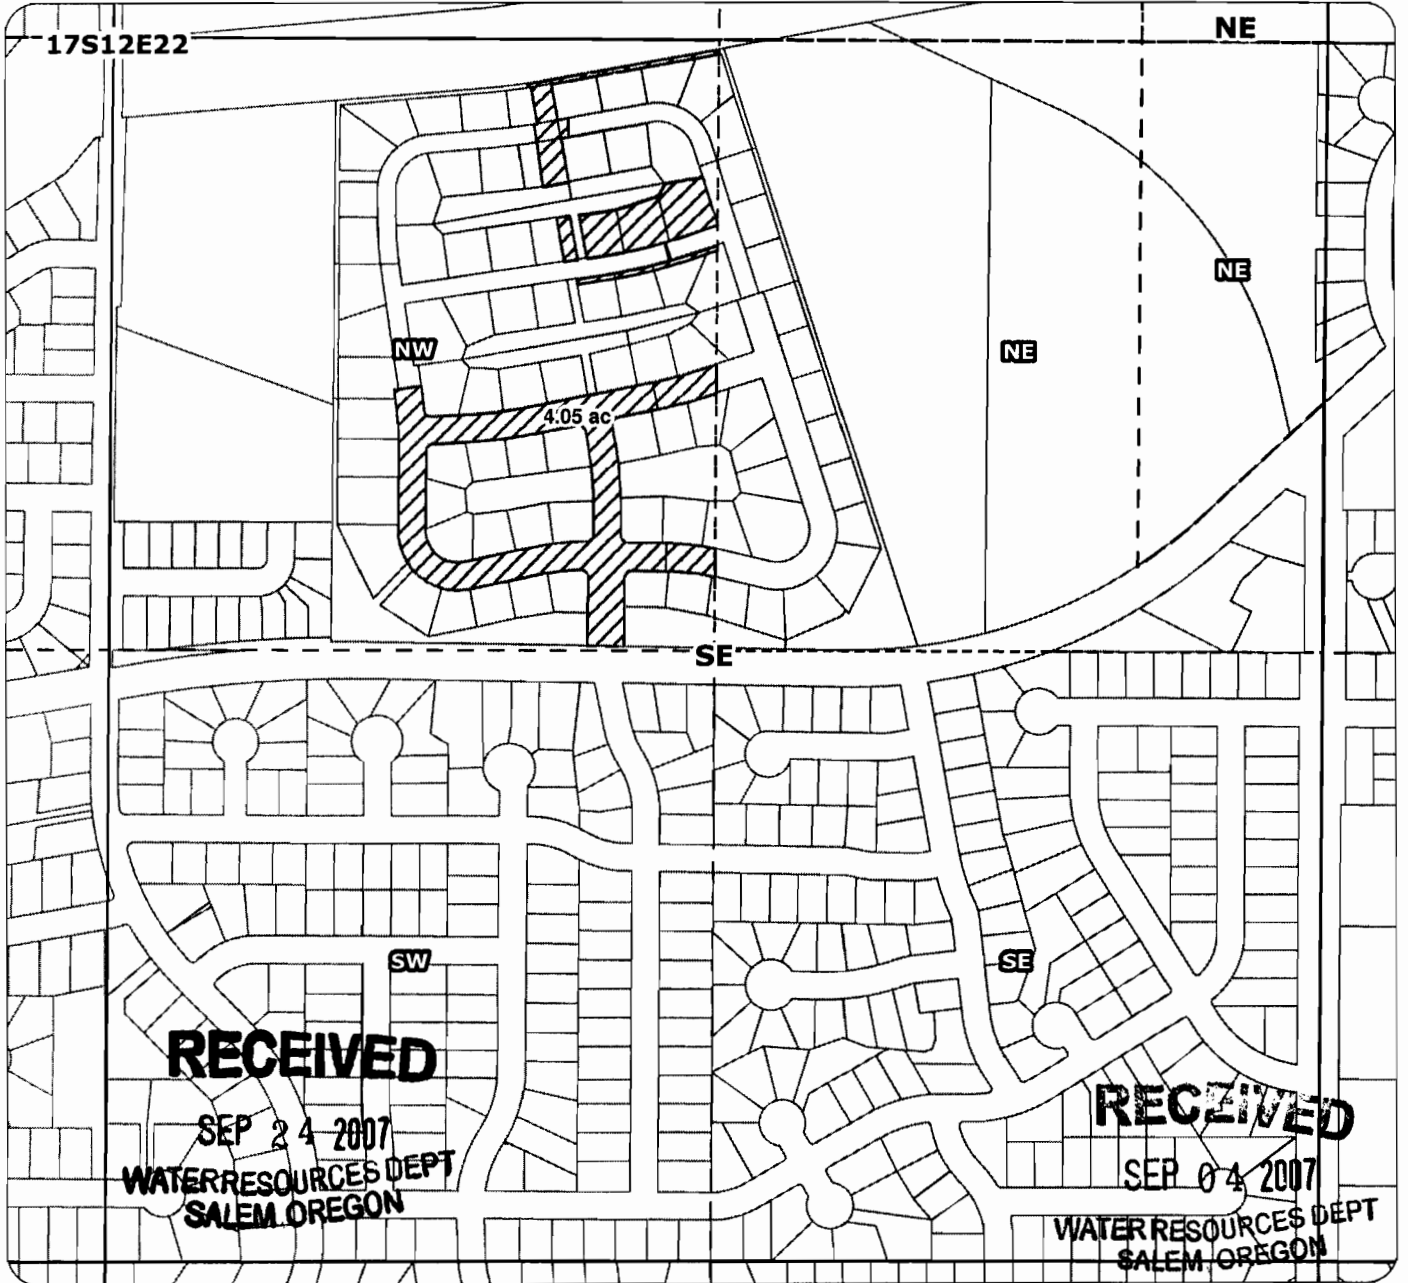 17S12E22
NE
NE
NW
NE
4.05 ac
SE
SW
SE
RECEIVED
SEP 24 2007
WATER RESOURCES DEPT
SALEM OREGON
RECEIVED
SEP 04 2007
WATER RESOURCES DEPT
SALEM, OREGON